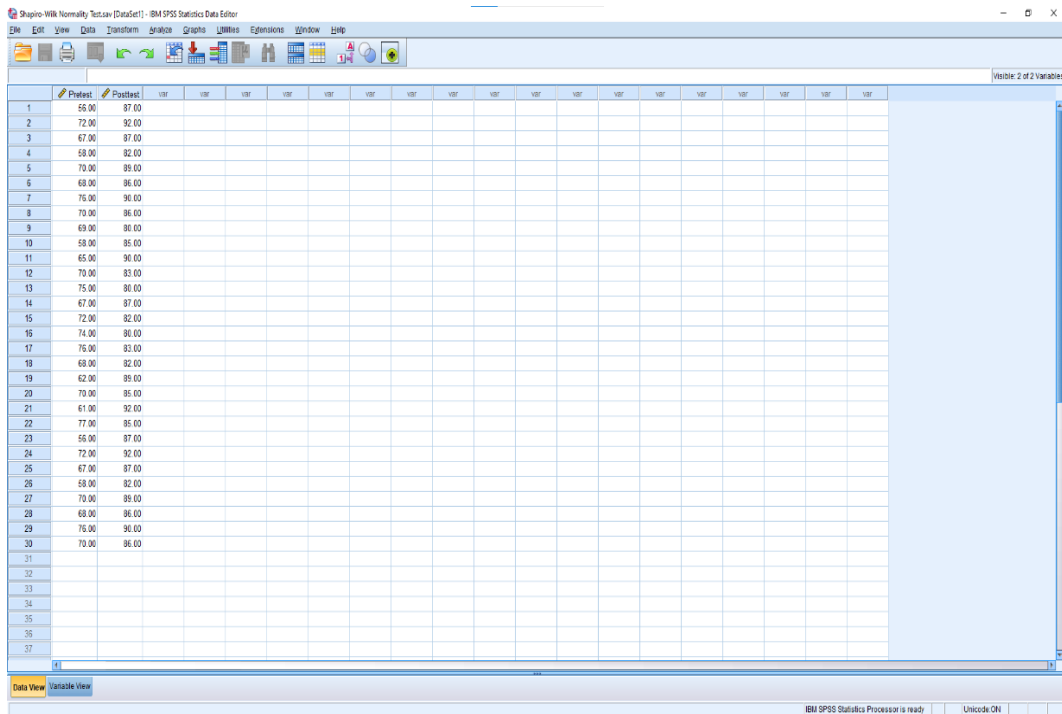 Shapiro-Wilk Normality Test.sav [DataSet1] - IBM SPSS Statistics Data Editor
File Edit View Data Transform Analyze Graphs Utilities Extensions Window Help
Visible: 2 of 2 Variables
Pretest Posttest var var var var var var var var var var var var var var var var var var
1 56.00 87.00
2 72.00 92.00
3 67.00 87.00
4 58.00 82.00
5 70.00 89.00
6 68.00 86.00
7 76.00 90.00
8 70.00 86.00
9 69.00 80.00
10 58.00 85.00
11 65.00 90.00
12 70.00 83.00
13 75.00 80.00
14 67.00 87.00
15 72.00 82.00
16 74.00 80.00
17 76.00 83.00
18 68.00 82.00
19 62.00 89.00
20 70.00 85.00
21 61.00 92.00
22 77.00 85.00
23 56.00 87.00
24 72.00 92.00
25 67.00 87.00
26 58.00 82.00
27 70.00 89.00
28 68.00 86.00
29 76.00 90.00
30 70.00 86.00
31
32
33
34
35
36
37
Data View Variable View
IBM SPSS Statistics Processor is ready Unicode:ON